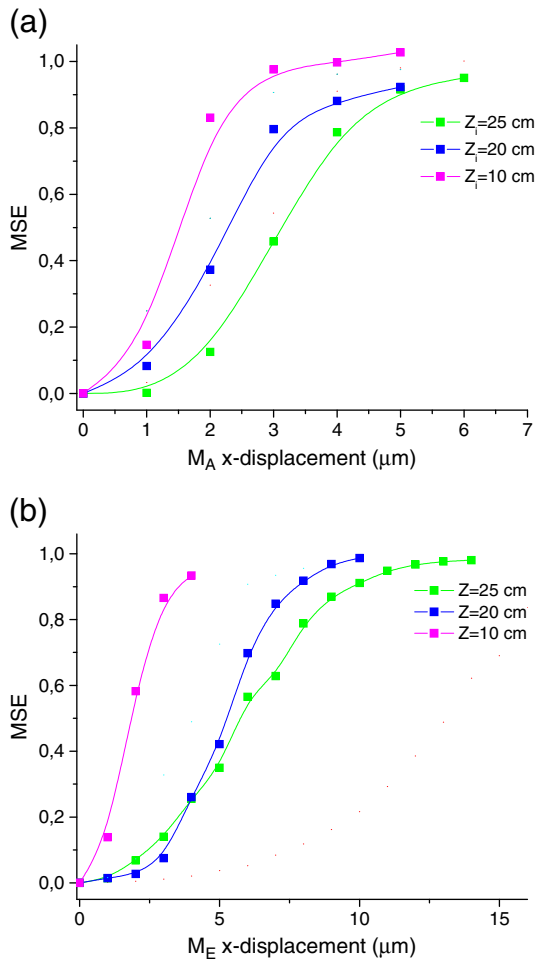 (a)
1,0
0,8
0,6
0,4
0,2
0,0
MSE
0 1 2 3 4 5 6 7
M_A x-displacement (μm)
Z_i=25 cm
Z_i=20 cm
Z_i=10 cm
(b)
1,0
0,8
0,6
0,4
0,2
0,0
MSE
0 5 10 15
M_E x-displacement (μm)
Z=25 cm
Z=20 cm
Z=10 cm